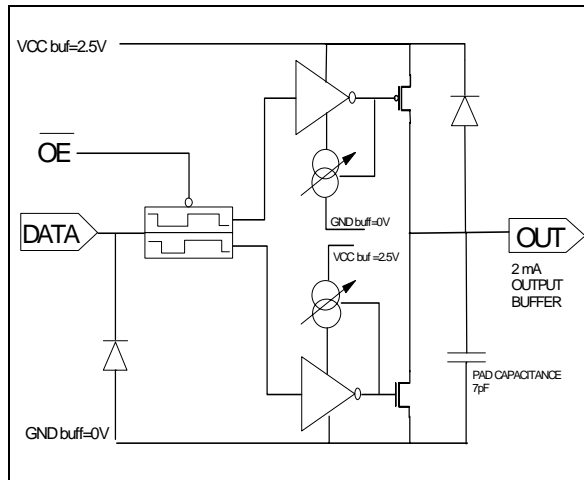 VCC buf=2.5V
OE
DATA
GND buff=0V
VCC buf =2.5V
OUT
2 mA
OUTPUT
BUFFER
PAD CAPACITANCE
7pF
GND buff=0V